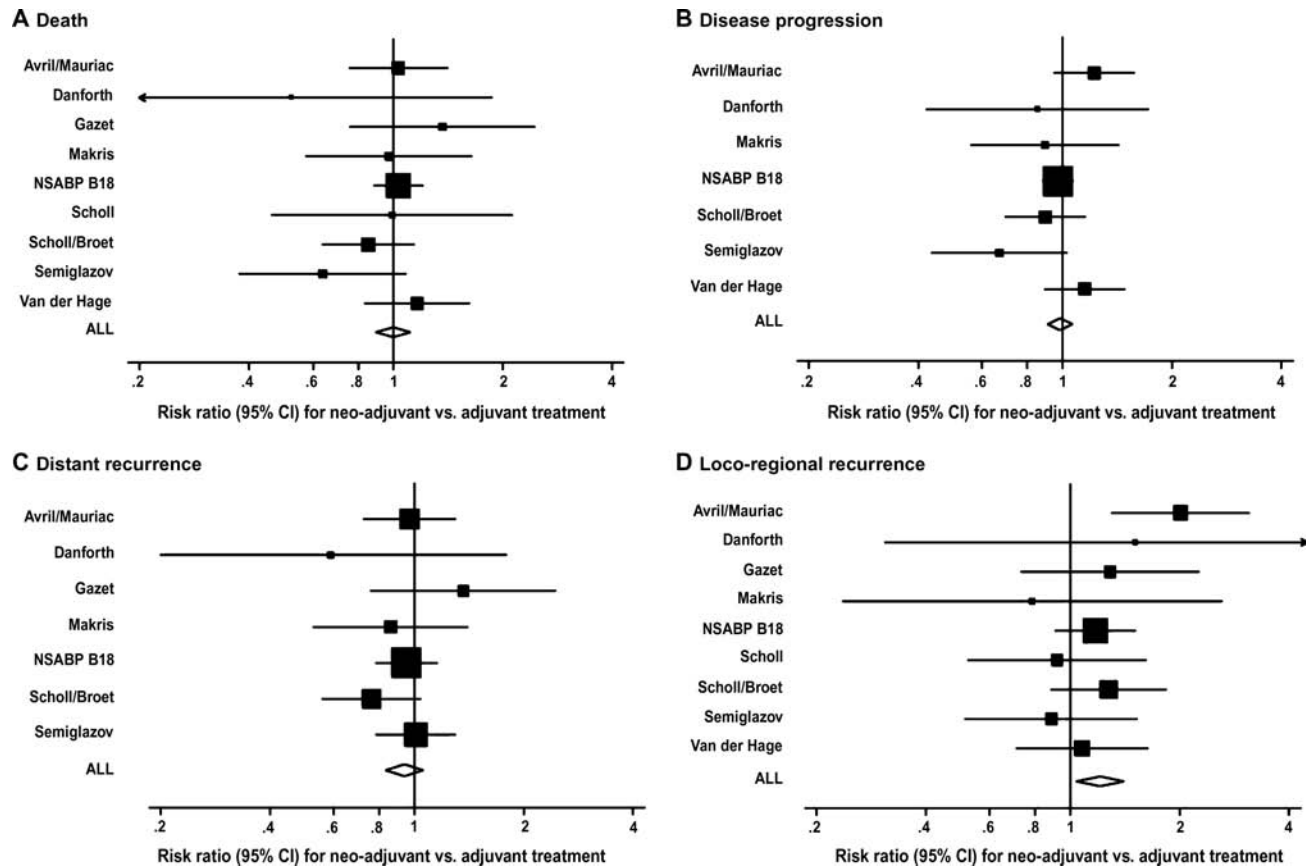 A Death
Avril/Mauriac
Danforth
Gazet
Makris
NSABP B18
Scholl
Scholl/Broet
Semiglazov
Van der Hage
ALL
.2 .4 .6 .8 1 2 4
Risk ratio (95% CI) for neo-adjuvant vs. adjuvant treatment
B Disease progression
Avril/Mauriac
Danforth
Makris
NSABP B18
Scholl/Broet
Semiglazov
Van der Hage
ALL
.2 .4 .6 .8 1 2 4
Risk ratio (95% CI) for neo-adjuvant vs. adjuvant treatment
C Distant recurrence
Avril/Mauriac
Danforth
Gazet
Makris
NSABP B18
Scholl/Broet
Semiglazov
ALL
.2 .4 .6 .8 1 2 4
Risk ratio (95% CI) for neo-adjuvant vs. adjuvant treatment
D Loco-regional recurrence
Avril/Mauriac
Danforth
Gazet
Makris
NSABP B18
Scholl
Scholl/Broet
Semiglazov
Van der Hage
ALL
.2 .4 .6 .8 1 2 4
Risk ratio (95% CI) for neo-adjuvant vs. adjuvant treatment